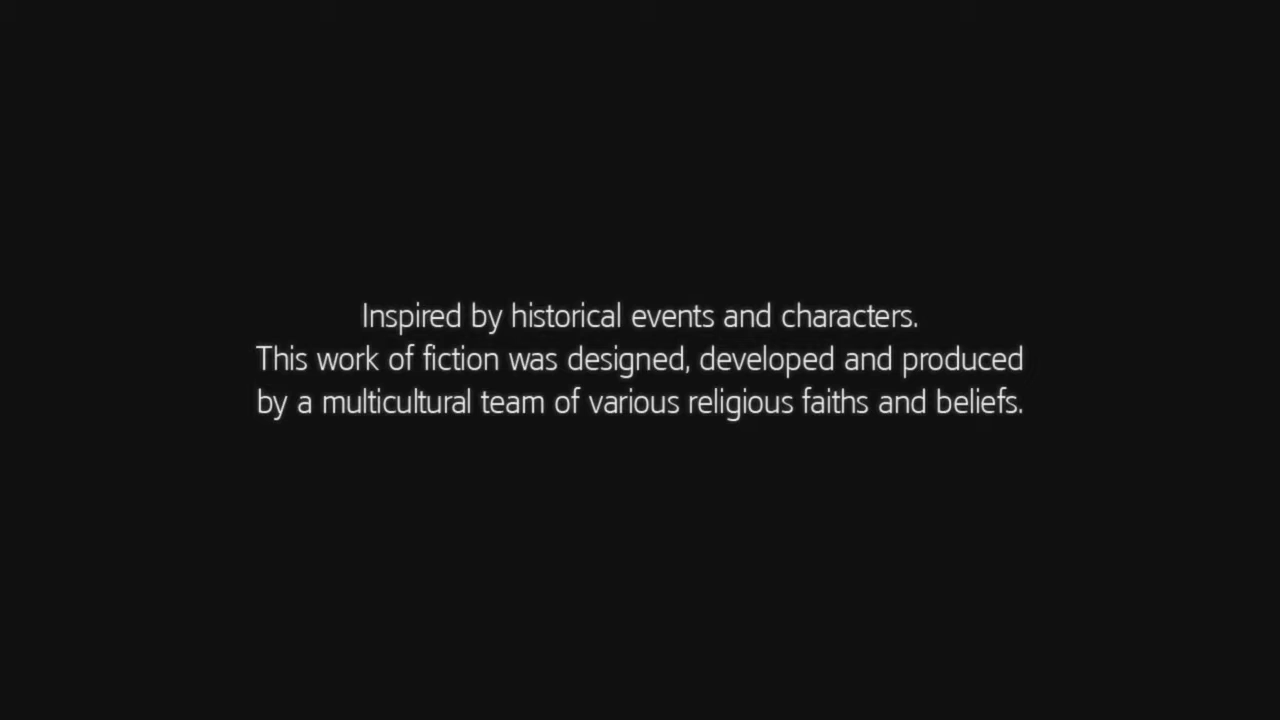 Inspired by historical events and characters.
This work of fiction was designed, developed and produced
by a multicultural team of various religious faiths and beliefs.